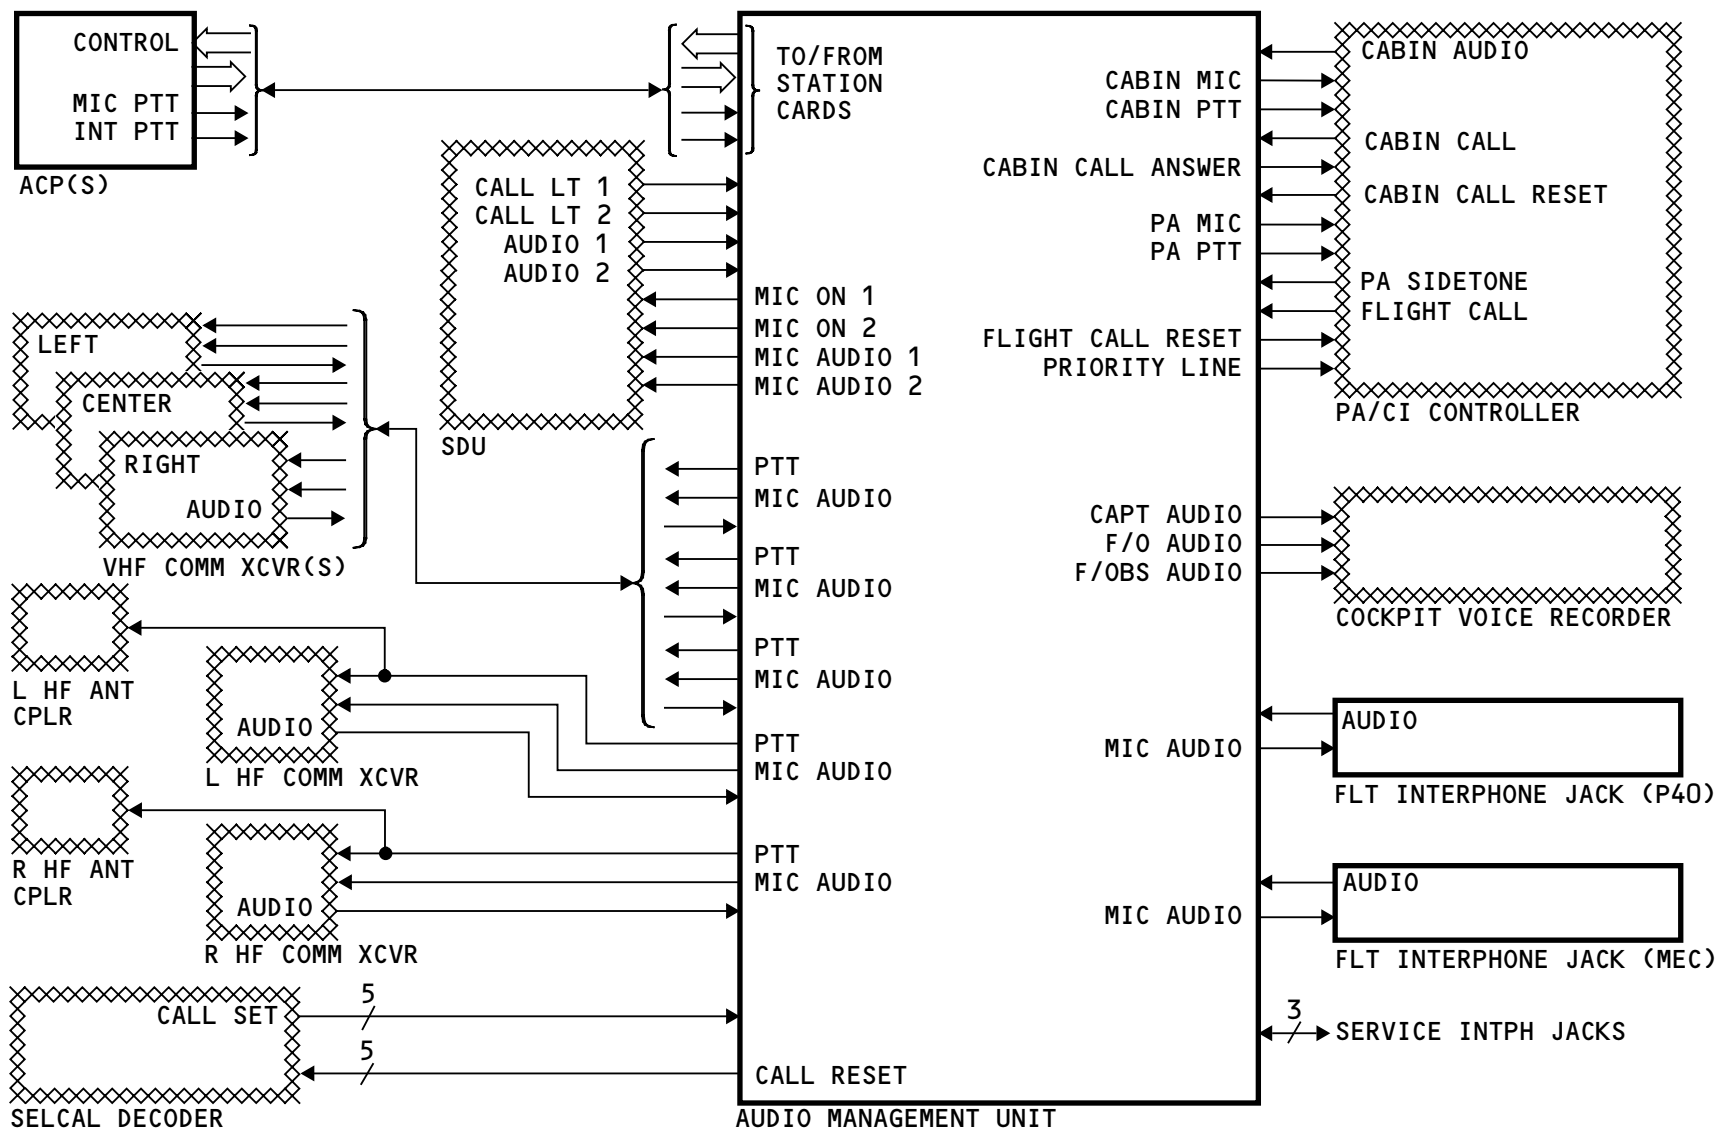 CONTROL
MIC PTT
INT PTT
ACP(S)
TO/FROM
STATION
CARDS
CALL LT 1
CALL LT 2
AUDIO 1
AUDIO 2
MIC ON 1
MIC ON 2
MIC AUDIO 1
MIC AUDIO 2
SDU
LEFT
CENTER
RIGHT
AUDIO
VHF COMM XCVR(S)
PTT
MIC AUDIO
PTT
MIC AUDIO
PTT
MIC AUDIO
L HF ANT
CPLR
AUDIO
L HF COMM XCVR
PTT
MIC AUDIO
R HF ANT
CPLR
AUDIO
R HF COMM XCVR
PTT
MIC AUDIO
CALL SET
5
5
CALL RESET
SELCAL DECODER
AUDIO MANAGEMENT UNIT
CABIN AUDIO
CABIN MIC
CABIN PTT
CABIN CALL
CABIN CALL ANSWER
CABIN CALL RESET
PA MIC
PA PTT
PA SIDETONE
FLIGHT CALL
FLIGHT CALL RESET
PRIORITY LINE
PA/CI CONTROLLER
CAPT AUDIO
F/O AUDIO
F/OBS AUDIO
COCKPIT VOICE RECORDER
AUDIO
MIC AUDIO
FLT INTERPHONE JACK (P40)
AUDIO
MIC AUDIO
FLT INTERPHONE JACK (MEC)
3
SERVICE INTPH JACKS